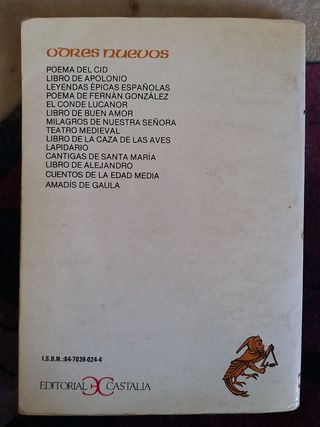 odres nuevos
POEMA DEL CID
LIBRO DE APOLONIO
LEYENDAS ÉPICAS ESPAÑOLAS
POEMA DE FERNÁN GONZÁLEZ
EL CONDE LUCANOR
LIBRO DE BUEN AMOR
MILAGROS DE NUESTRA SEÑORA
TEATRO MEDIEVAL
LIBRO DE LA CAZA DE LAS AVES
LAPIDARIO
CANTIGAS DE SANTA MARÍA
LIBRO DE ALEJANDRO
CUENTOS DE LA EDAD MEDIA
AMADÍS DE GAULA
I.S.B.N.: 84-7039-024-4
EDITORIAL CASTALIA